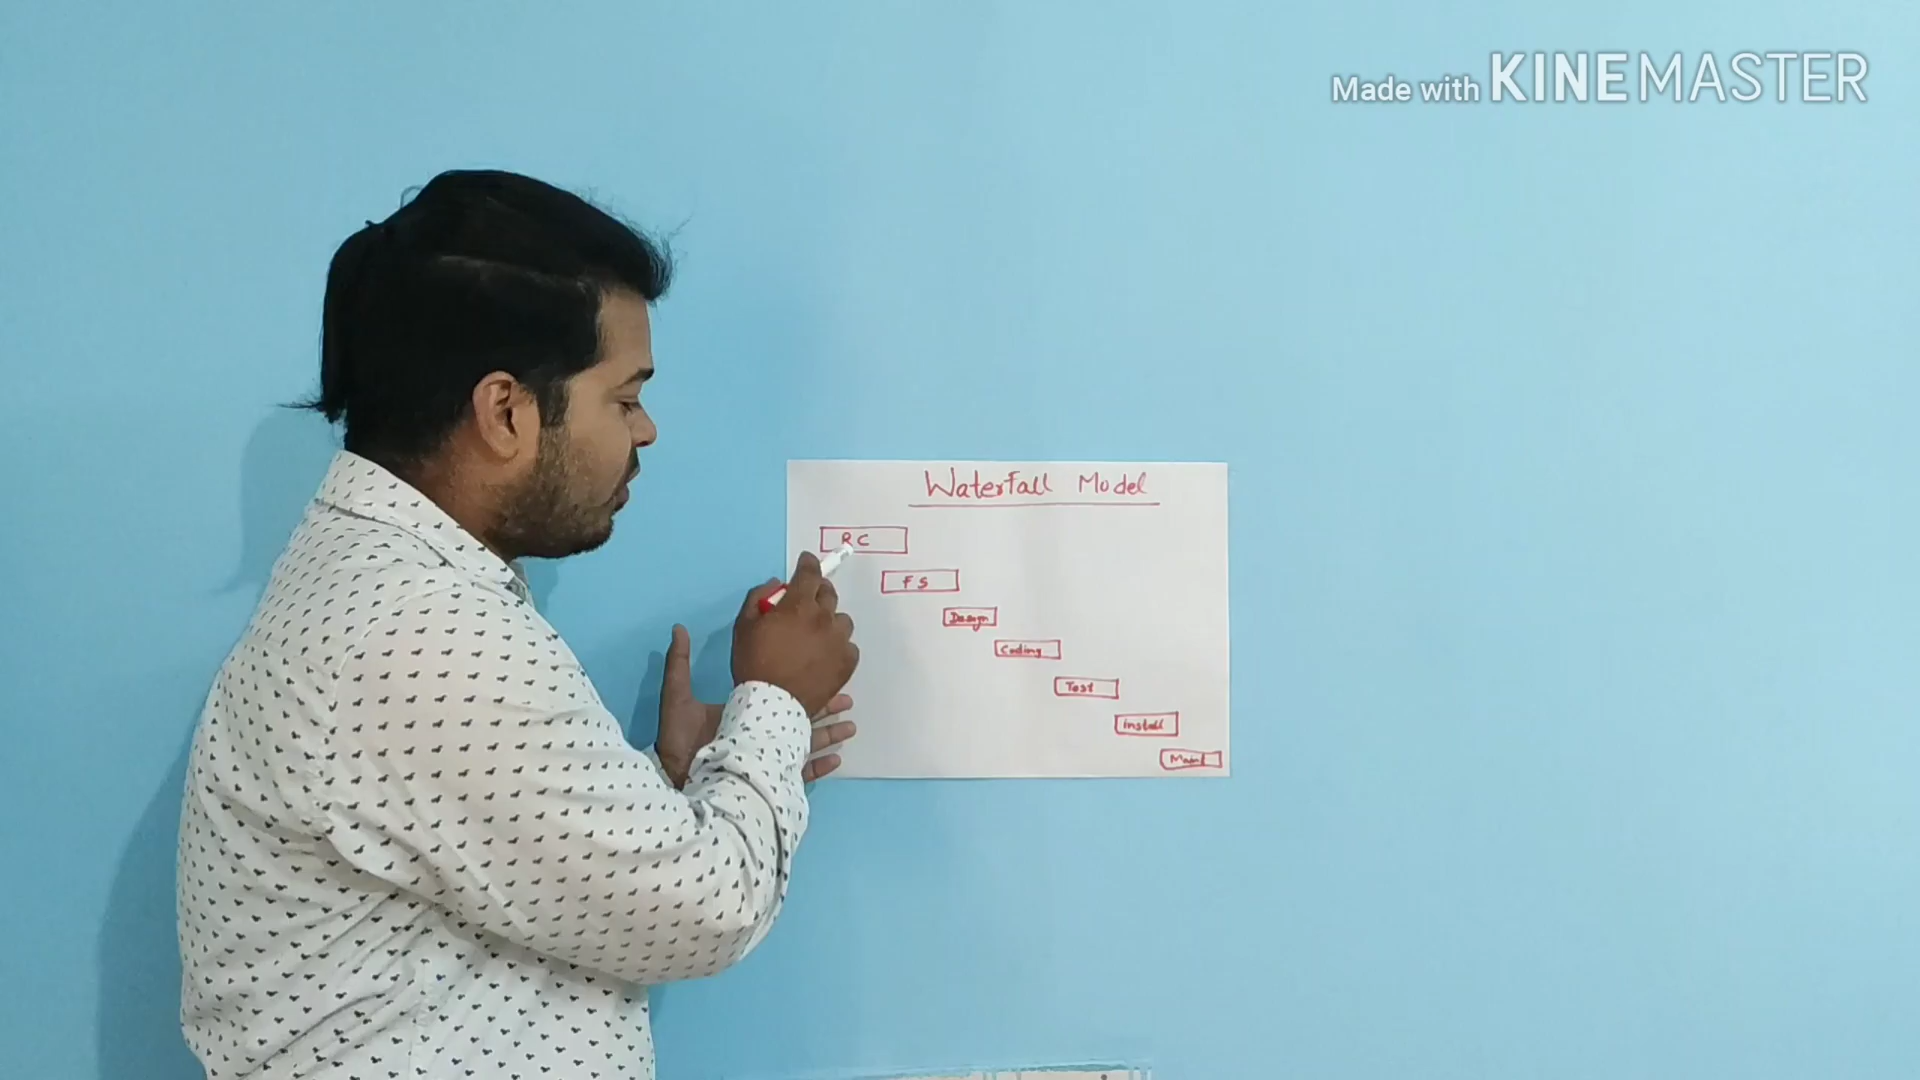 Made with KINEMASTER
Waterfall Model
RC
FS
Design
Coding
Test
install